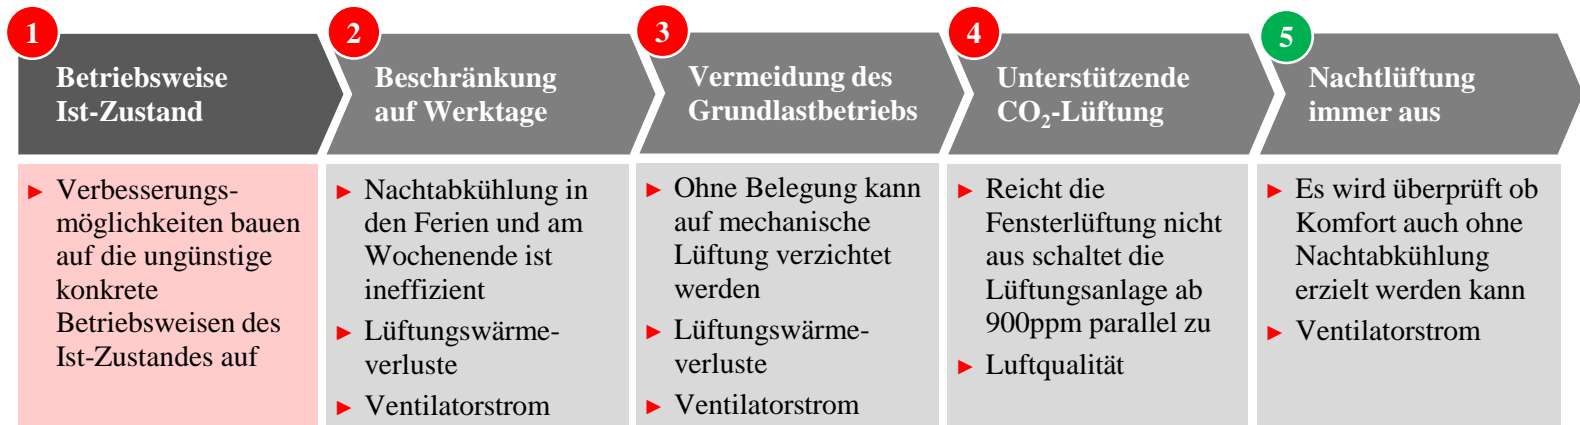 1
Betriebsweise
Ist-Zustand
► Verbesserungs-
möglichkeiten bauen
auf die ungünstige
konkrete
Betriebsweisen des
Ist-Zustandes auf
2
Beschränkung
auf Werktage
► Nachtabkühlung in
den Ferien und am
Wochenende ist
ineffizient
► Lüftungswärme-
verluste
► Ventilatorstrom
3
Vermeidung des
Grundlastbetriebs
► Ohne Belegung kann
auf mechanische
Lüftung verzichtet
werden
► Lüftungswärme-
verluste
► Ventilatorstrom
4
Unterstützende
CO₂-Lüftung
► Reicht die
Fensterlüftung nicht
aus schaltet die
Lüftungsanlage ab
900ppm parallel zu
► Luftqualität
5
Nachtlüftung
immer aus
► Es wird überprüft ob
Komfort auch ohne
Nachtabkühlung
erzielt werden kann
► Ventilatorstrom